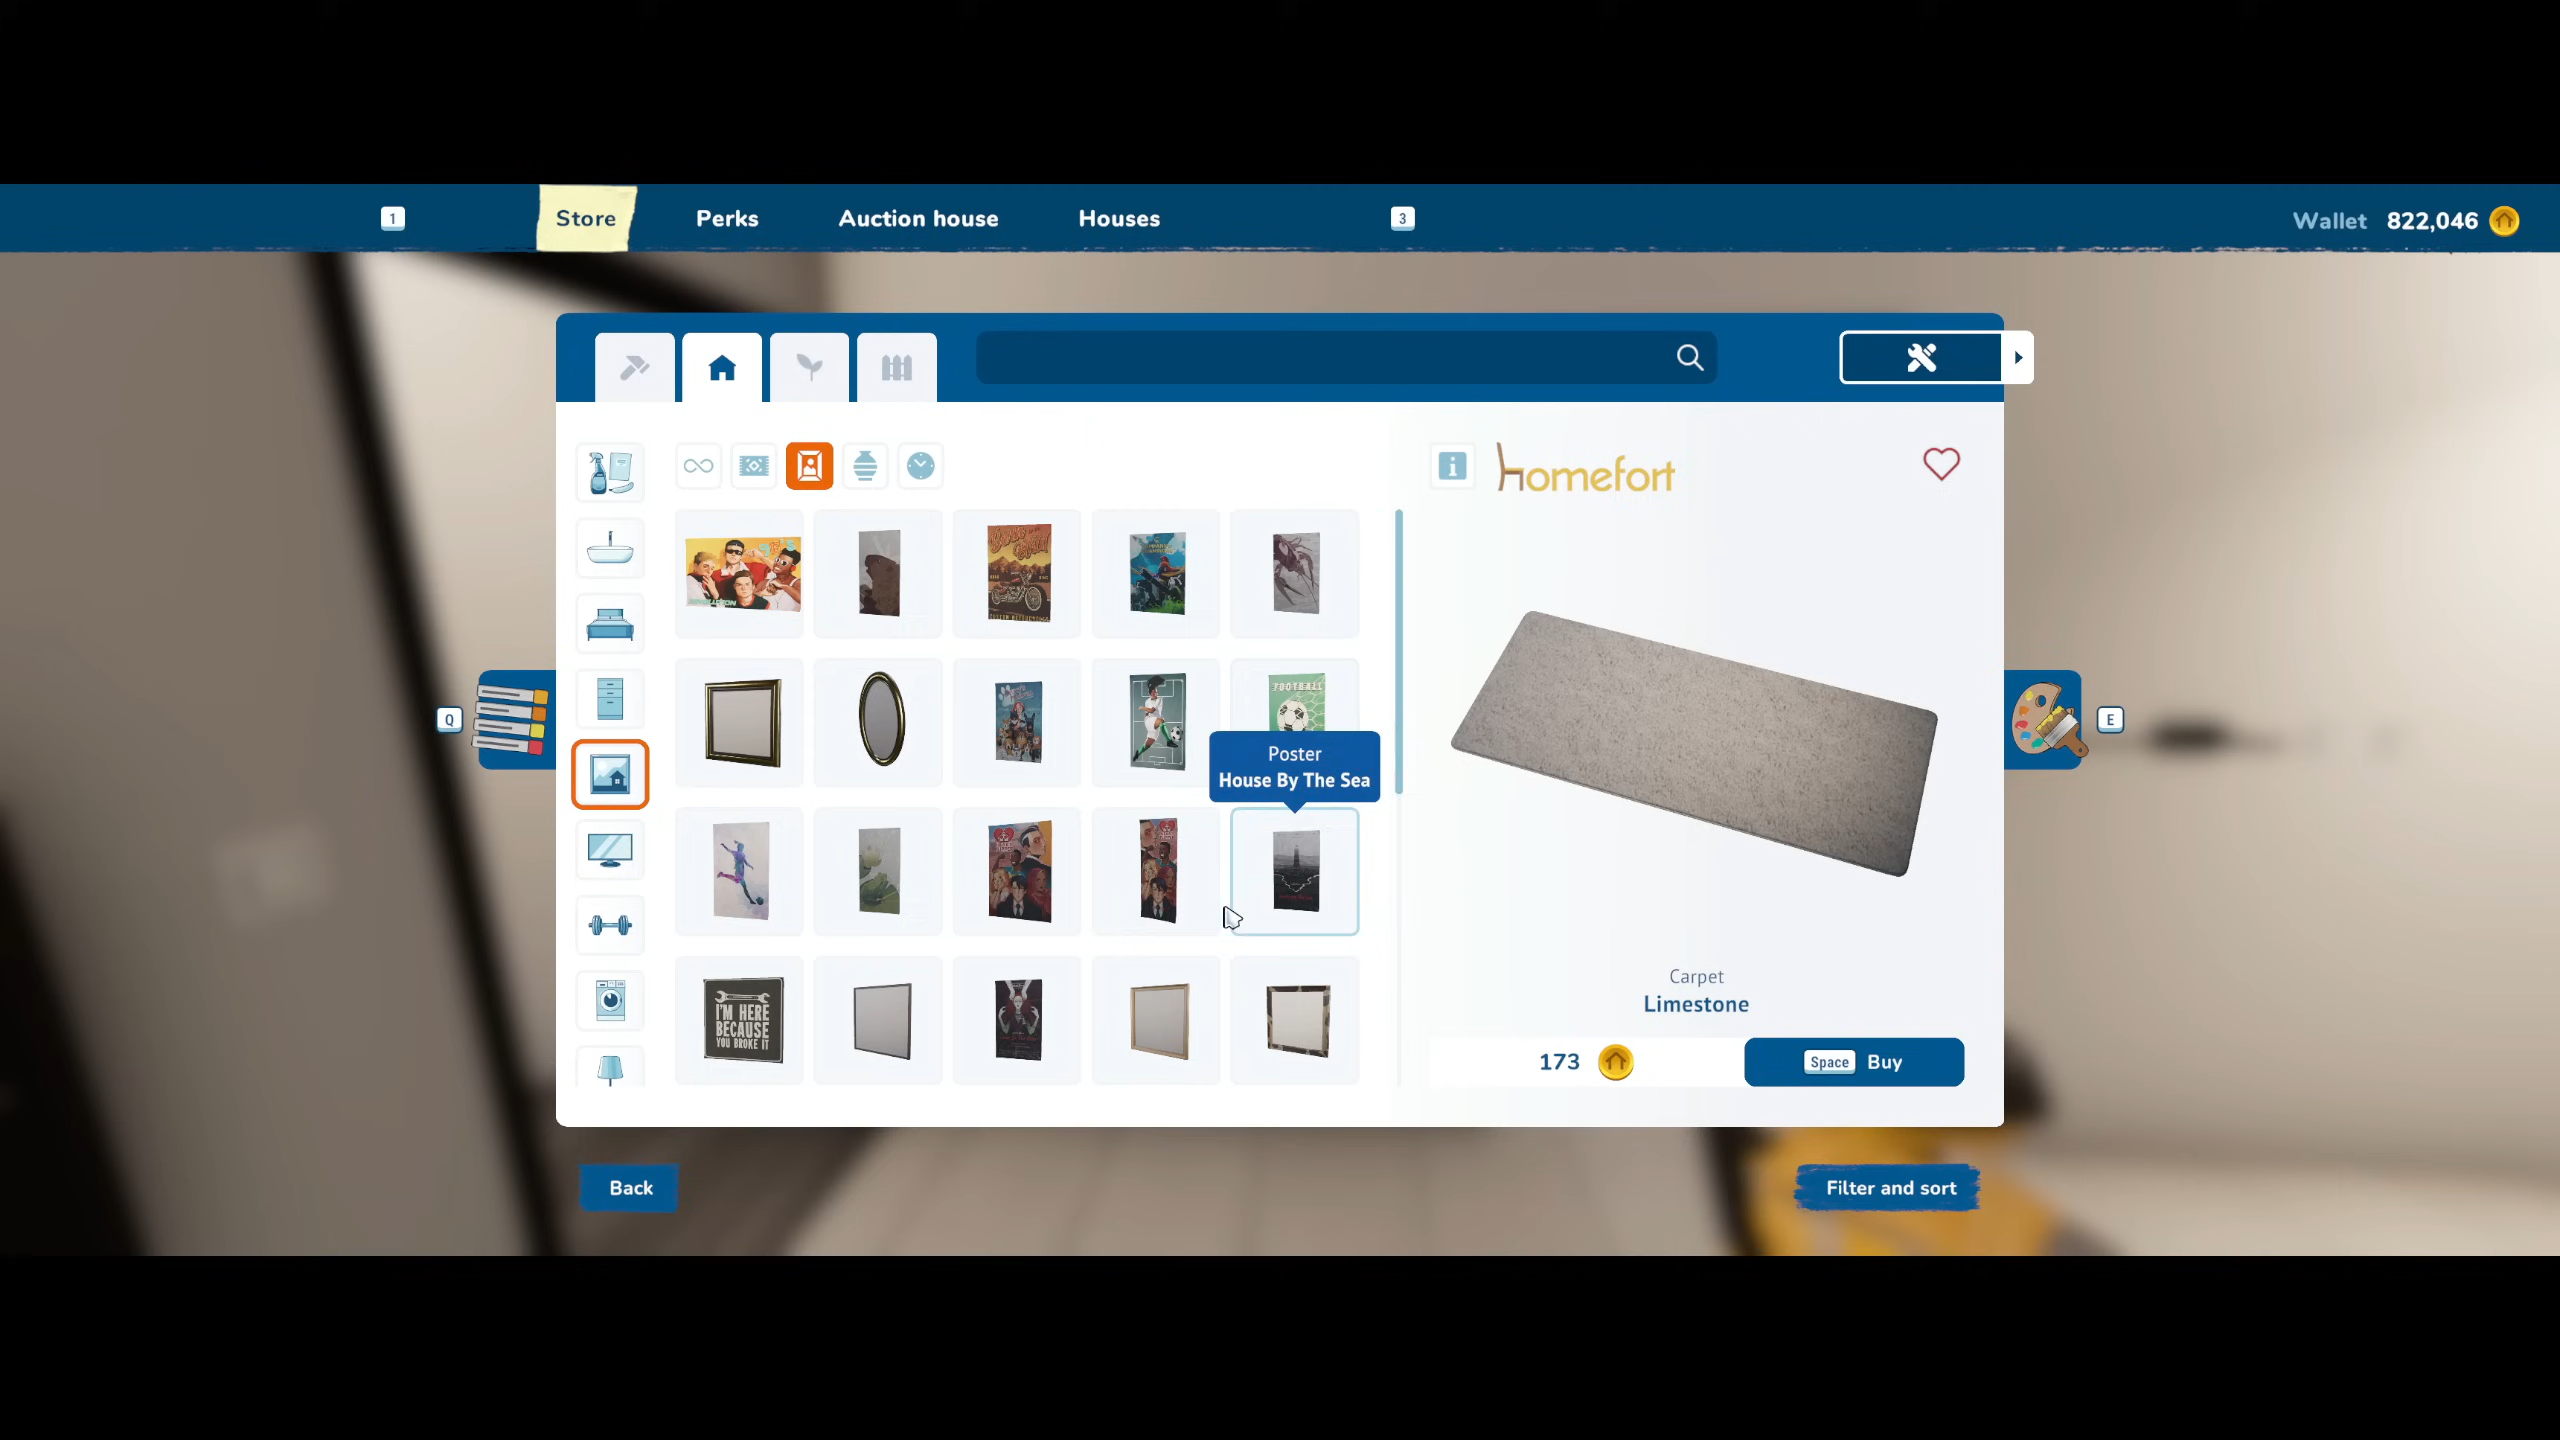 1
Store
Perks
Auction house
Houses
3
Wallet 822,046
homefort
FOOTBALL
Poster
House By The Sea
Q
E
I'M HERE
BECAUSE
YOU BROKE IT
Carpet
Limestone
173
Space Buy
Back
Filter and sort